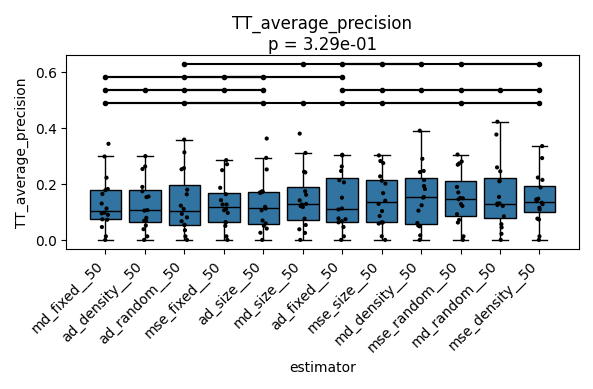 TT_average_precision
p = 3.29e-01
TT_average_precision
0.6
0.4
0.2
0.0
md_fixed__50
ad_density__50
ad_random__50
mse_fixed__50
ad_size__50
md_size__50
ad_fixed__50
mse_size__50
md_density__50
mse_random__50
md_random__50
mse_density__50
estimator